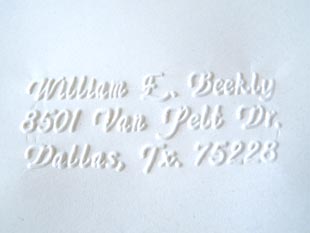 William E. Beekly
8501 Van Pelt Dr.
Dallas, Tx. 75228